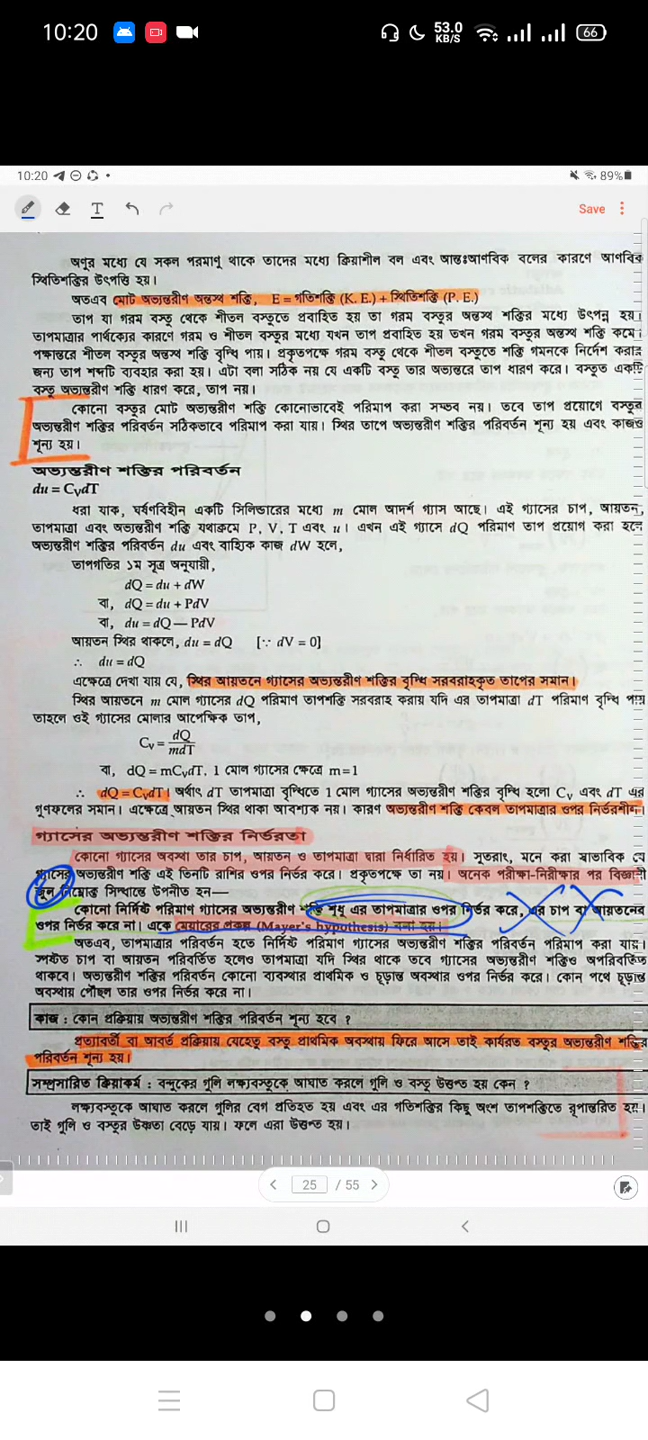 10:20
53.0 KB/S
66
10:20
89%
T
Save
অণুর মধ্যে যে সকল পরমাণু থাকে তাদের মধ্যে ক্রিয়াশীল বল এবং আন্তঃআণবিক বলের কারণে আণবিক
স্থিতিশক্তির উৎপত্তি হয়।
অতএব মোট অভ্যন্তরীণ অন্তস্থ শক্তি, E = গতিশক্তি (K. E.) + স্থিতিশক্তি (P. E.)
তাপ যা গরম বস্তু থেকে শীতল বস্তুতে প্রবাহিত হয় তা গরম বস্তুর অন্তস্থ শক্তির মধ্যে উৎপন্ন হয়।
তাপমাত্রার পার্থক্যের কারণে গরম ও শীতল বস্তুর মধ্যে যখন তাপ প্রবাহিত হয় তখন গরম বস্তুর অন্তস্থ শক্তি কমে।
পক্ষান্তরে শীতল বস্তুর অন্তস্থ শক্তি বৃদ্ধি পায়। প্রকৃতপক্ষে গরম বস্তু থেকে শীতল বস্তুতে শক্তি গমনকে নির্দেশ করার
জন্য তাপ শব্দটি ব্যবহার করা হয়। এটা বলা সঠিক নয় যে একটি বস্তু তার অভ্যন্তরে তাপ ধারণ করে। বস্তুত একটি
বস্তু অভ্যন্তরীণ শক্তি ধারণ করে, তাপ নয়।
কোনো বস্তুর মোট অভ্যন্তরীণ শক্তি কোনোভাবেই পরিমাপ করা সম্ভব নয়। তবে তাপ প্রয়োগে বস্তুর
অভ্যন্তরীণ শক্তির পরিবর্তন সঠিকভাবে পরিমাপ করা যায়। স্থির তাপে অভ্যন্তরীণ শক্তির পরিবর্তন শূন্য হয় এবং কাজও
শূন্য হয়।
অভ্যন্তরীণ শক্তির পরিবর্তন
du = CvdT
ধরা যাক, ঘর্ষণবিহীন একটি সিলিন্ডারের মধ্যে m মোল আদর্শ গ্যাস আছে। এই গ্যাসের চাপ, আয়তন,
তাপমাত্রা এবং অভ্যন্তরীণ শক্তি যথাক্রমে P, V, T এবং u। এখন এই গ্যাসে dQ পরিমাণ তাপ প্রয়োগ করা হলে
অভ্যন্তরীণ শক্তির পরিবর্তন du এবং বাহ্যিক কাজ dW হলে,
তাপগতির ১ম সূত্র অনুযায়ী,
dQ = du + dW
বা, dQ = du + PdV
বা, du = dQ — PdV
আয়তন স্থির থাকলে, du = dQ [∵ dV = 0]
∴ du = dQ
এক্ষেত্রে দেখা যায় যে, স্থির আয়তনে গ্যাসের অভ্যন্তরীণ শক্তির বৃদ্ধি সরবরাহকৃত তাপের সমান।
স্থির আয়তনে m মোল গ্যাসের dQ পরিমাণ তাপশক্তি সরবরাহ করায় যদি এর তাপমাত্রা dT পরিমাণ বৃদ্ধি পায়
তাহলে ওই গ্যাসের মোলার আপেক্ষিক তাপ,
Cv = dQ/mdT
বা, dQ = mCvdT. 1 মোল গ্যাসের ক্ষেত্রে m = 1
∴ dQ = CvdT। অর্থাৎ dT তাপমাত্রা বৃদ্ধিতে 1 মোল গ্যাসের অভ্যন্তরীণ শক্তির বৃদ্ধি হলো Cv এবং dT এর
গুণফলের সমান। এক্ষেত্রে আয়তন স্থির থাকা আবশ্যক নয়। কারণ অভ্যন্তরীণ শক্তি কেবল তাপমাত্রার ওপর নির্ভরশীল।
গ্যাসের অভ্যন্তরীণ শক্তির নির্ভরতা
কোনো গ্যাসের অবস্থা তার চাপ, আয়তন ও তাপমাত্রা দ্বারা নির্ধারিত হয়। সুতরাং, মনে করা স্বাভাবিক যে
গ্যাসের অভ্যন্তরীণ শক্তি এই তিনটি রাশির ওপর নির্ভর করে। প্রকৃতপক্ষে তা নয়। অনেক পরীক্ষা-নিরীক্ষার পর বিজ্ঞানী
জুল নিম্নোক্ত সিদ্ধান্তে উপনীত হন—
কোনো নির্দিষ্ট পরিমাণ গ্যাসের অভ্যন্তরীণ শক্তি শুধু এর তাপমাত্রার ওপর নির্ভর করে, এর চাপ বা আয়তনের
ওপর নির্ভর করে না। একে মেয়ারের প্রকল্প (Mayer's hypothesis) বলা হয়।
অতএব, তাপমাত্রার পরিবর্তন হতে নির্দিষ্ট পরিমাণ গ্যাসের অভ্যন্তরীণ শক্তির পরিবর্তন পরিমাপ করা যায়।
স্পষ্টত চাপ বা আয়তন পরিবর্তিত হলেও তাপমাত্রা যদি স্থির থাকে তবে গ্যাসের অভ্যন্তরীণ শক্তিও অপরিবর্তিত
থাকবে। অভ্যন্তরীণ শক্তির পরিবর্তন কোনো ব্যবস্থার প্রাথমিক ও চূড়ান্ত অবস্থার ওপর নির্ভর করে। কোন পথে চূড়ান্ত
অবস্থায় পৌঁছল তার ওপর নির্ভর করে না।
কাজ : কোন প্রক্রিয়ায় অভ্যন্তরীণ শক্তির পরিবর্তন শূন্য হবে ?
প্রত্যাবর্তী বা আবর্ত প্রক্রিয়ায় যেহেতু বস্তু প্রাথমিক অবস্থায় ফিরে আসে তাই কার্যরত বস্তুর অভ্যন্তরীণ শক্তির
পরিবর্তন শূন্য হয়।
সম্প্রসারিত ক্রিয়াকর্ম : বন্দুকের গুলি লক্ষ্যবস্তুকে আঘাত করলে গুলি ও বস্তু উত্তপ্ত হয় কেন ?
লক্ষ্যবস্তুকে আঘাত করলে গুলির বেগ প্রতিহত হয় এবং এর গতিশক্তির কিছু অংশ তাপশক্তিতে রূপান্তরিত হয়।
তাই গুলি ও বস্তুর উষ্ণতা বেড়ে যায়। ফলে এরা উত্তপ্ত হয়।
25 / 55